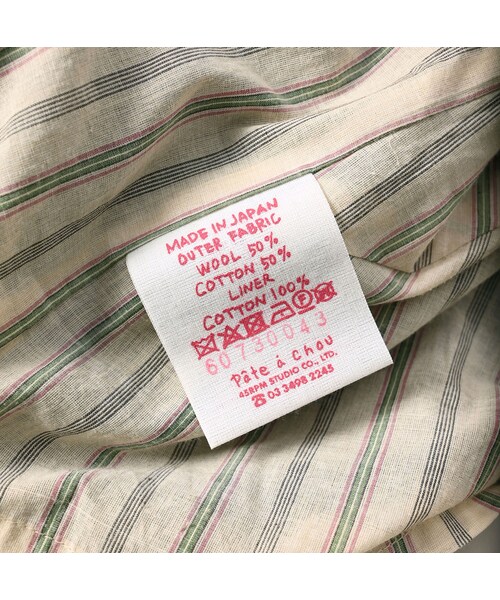 MADE IN JAPAN
OUTER FABRIC
WOOL 50%
COTTON 50%
LINER
COTTON 100%
60730043
Pâte à chou
45RPM STUDIO CO., LTD.
☎ 03 3498 2245